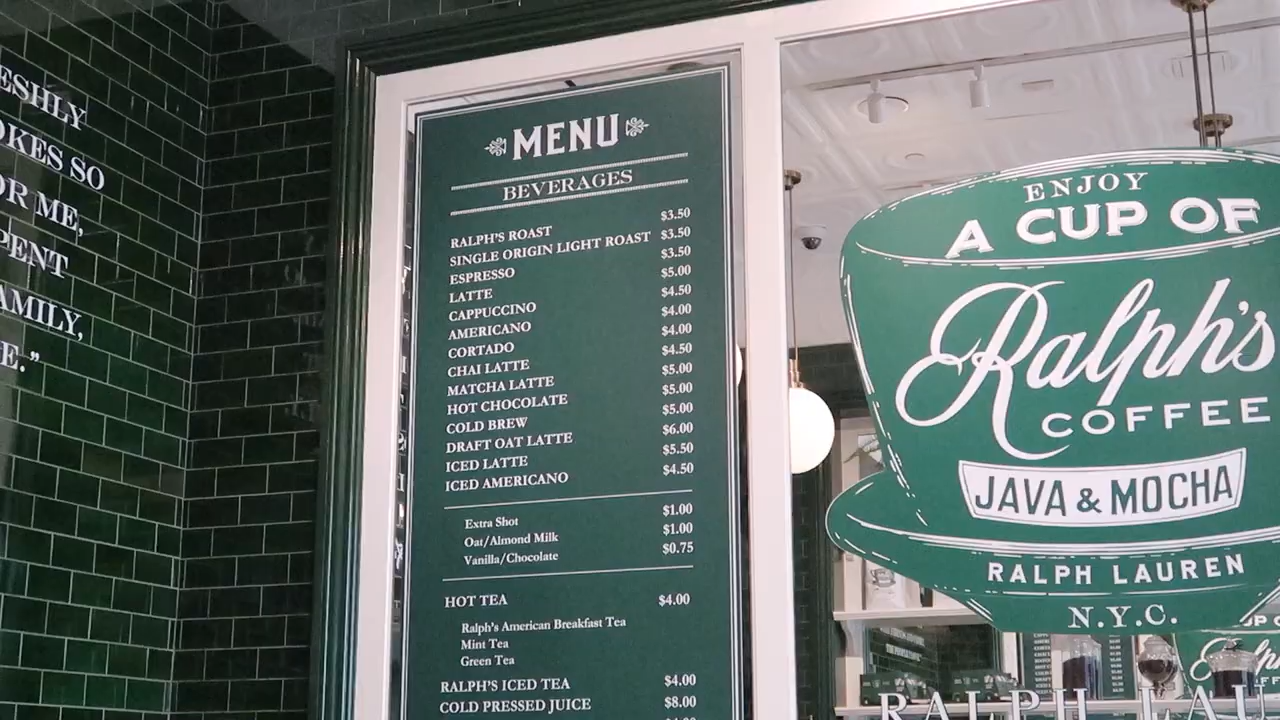 ESHLY
OKES SO
OR ME,
PENT
AMILY,
E.”
MENU
BEVERAGES
RALPH'S ROAST $3.50
SINGLE ORIGIN LIGHT ROAST $3.50
ESPRESSO $3.50
LATTE $5.00
CAPPUCCINO $4.50
AMERICANO $4.00
CORTADO $4.00
CHAI LATTE $4.50
MATCHA LATTE $5.00
HOT CHOCOLATE $5.00
COLD BREW $5.00
DRAFT OAT LATTE $6.00
ICED LATTE $5.50
ICED AMERICANO $4.50
Extra Shot $1.00
Oat/Almond Milk $1.00
Vanilla/Chocolate $0.75
HOT TEA $4.00
Ralph's American Breakfast Tea
Mint Tea
Green Tea
RALPH'S ICED TEA $4.00
COLD PRESSED JUICE $8.00
ENJOY
A CUP OF
Ralph's
COFFEE
JAVA & MOCHA
RALPH LAUREN
N.Y.C.
RALPH LAU